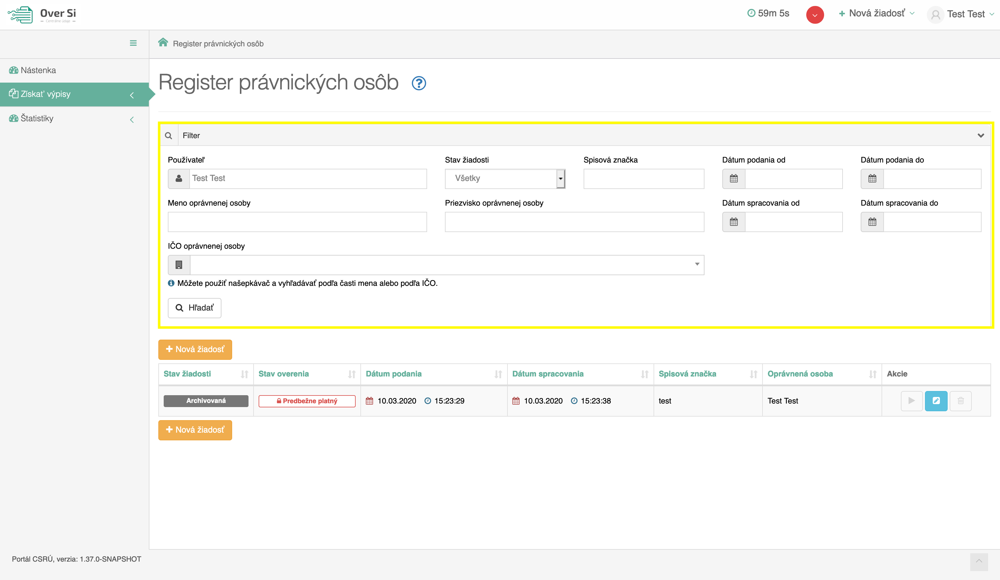 Over Si
Centrálne údaje
59m 5s
Nová žiadosť
Test Test
Register právnických osôb
Nástenka
Získať výpisy
Štatistiky
Register právnických osôb
Filter
Používateľ
Stav žiadosti
Spisová značka
Dátum podania od
Dátum podania do
Test Test
Všetky
Meno oprávnenej osoby
Priezvisko oprávnenej osoby
Dátum spracovania od
Dátum spracovania do
IČO oprávnenej osoby
Môžete použiť našepkávač a vyhľadávať podľa časti mena alebo podľa IČO.
Hľadať
Nová žiadosť
Stav žiadosti Stav overenia Dátum podania Dátum spracovania Spisová značka Oprávnená osoba Akcie
Archivovaná Predbežne platný 10.03.2020 15:23:29 10.03.2020 15:23:38 test Test Test
Nová žiadosť
Portál CSRÚ, verzia: 1.37.0-SNAPSHOT